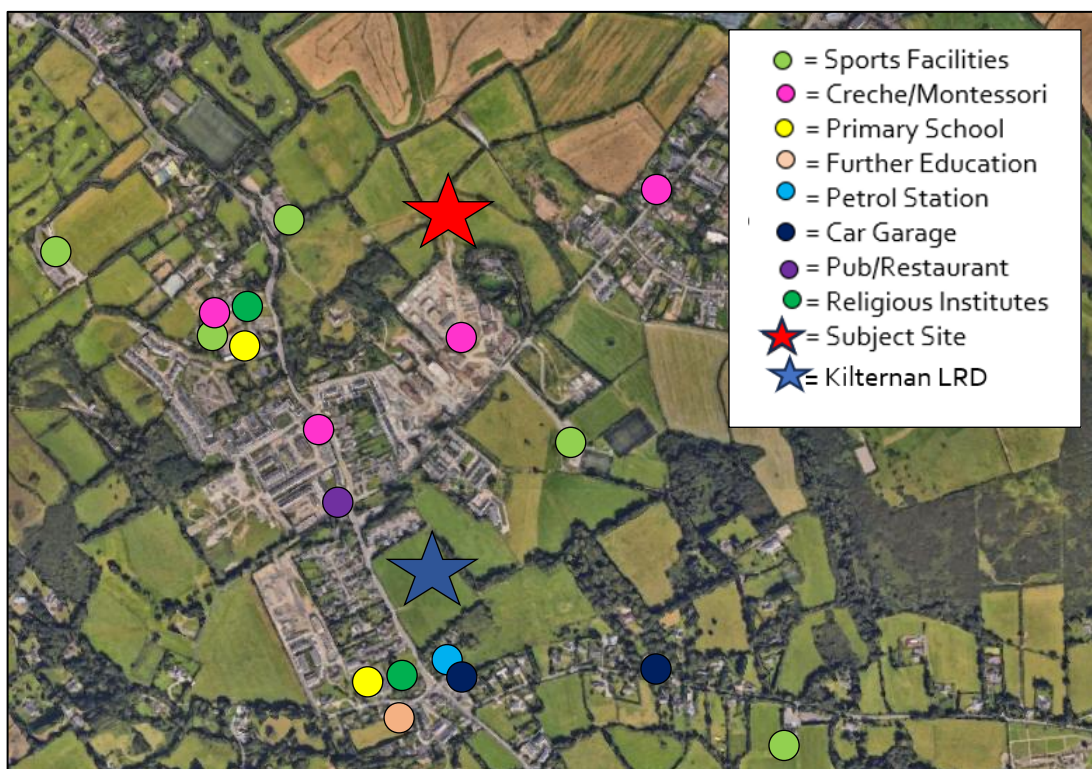 = Sports Facilities
= Creche/Montessori
= Primary School
= Further Education
= Petrol Station
= Car Garage
= Pub/Restaurant
= Religious Institutes
= Subject Site
= Kilternan LRD